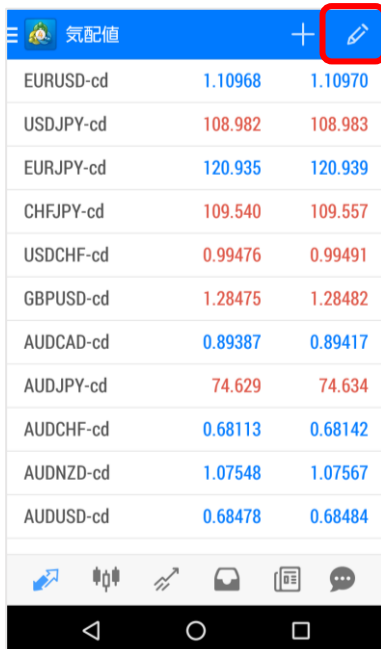 気配値
EURUSD-cd 1.10968 1.10970
USDJPY-cd 108.982 108.983
EURJPY-cd 120.935 120.939
CHFJPY-cd 109.540 109.557
USDCHF-cd 0.99476 0.99491
GBPUSD-cd 1.28475 1.28482
AUDCAD-cd 0.89387 0.89417
AUDJPY-cd 74.629 74.634
AUDCHF-cd 0.68113 0.68142
AUDNZD-cd 1.07548 1.07567
AUDUSD-cd 0.68478 0.68484